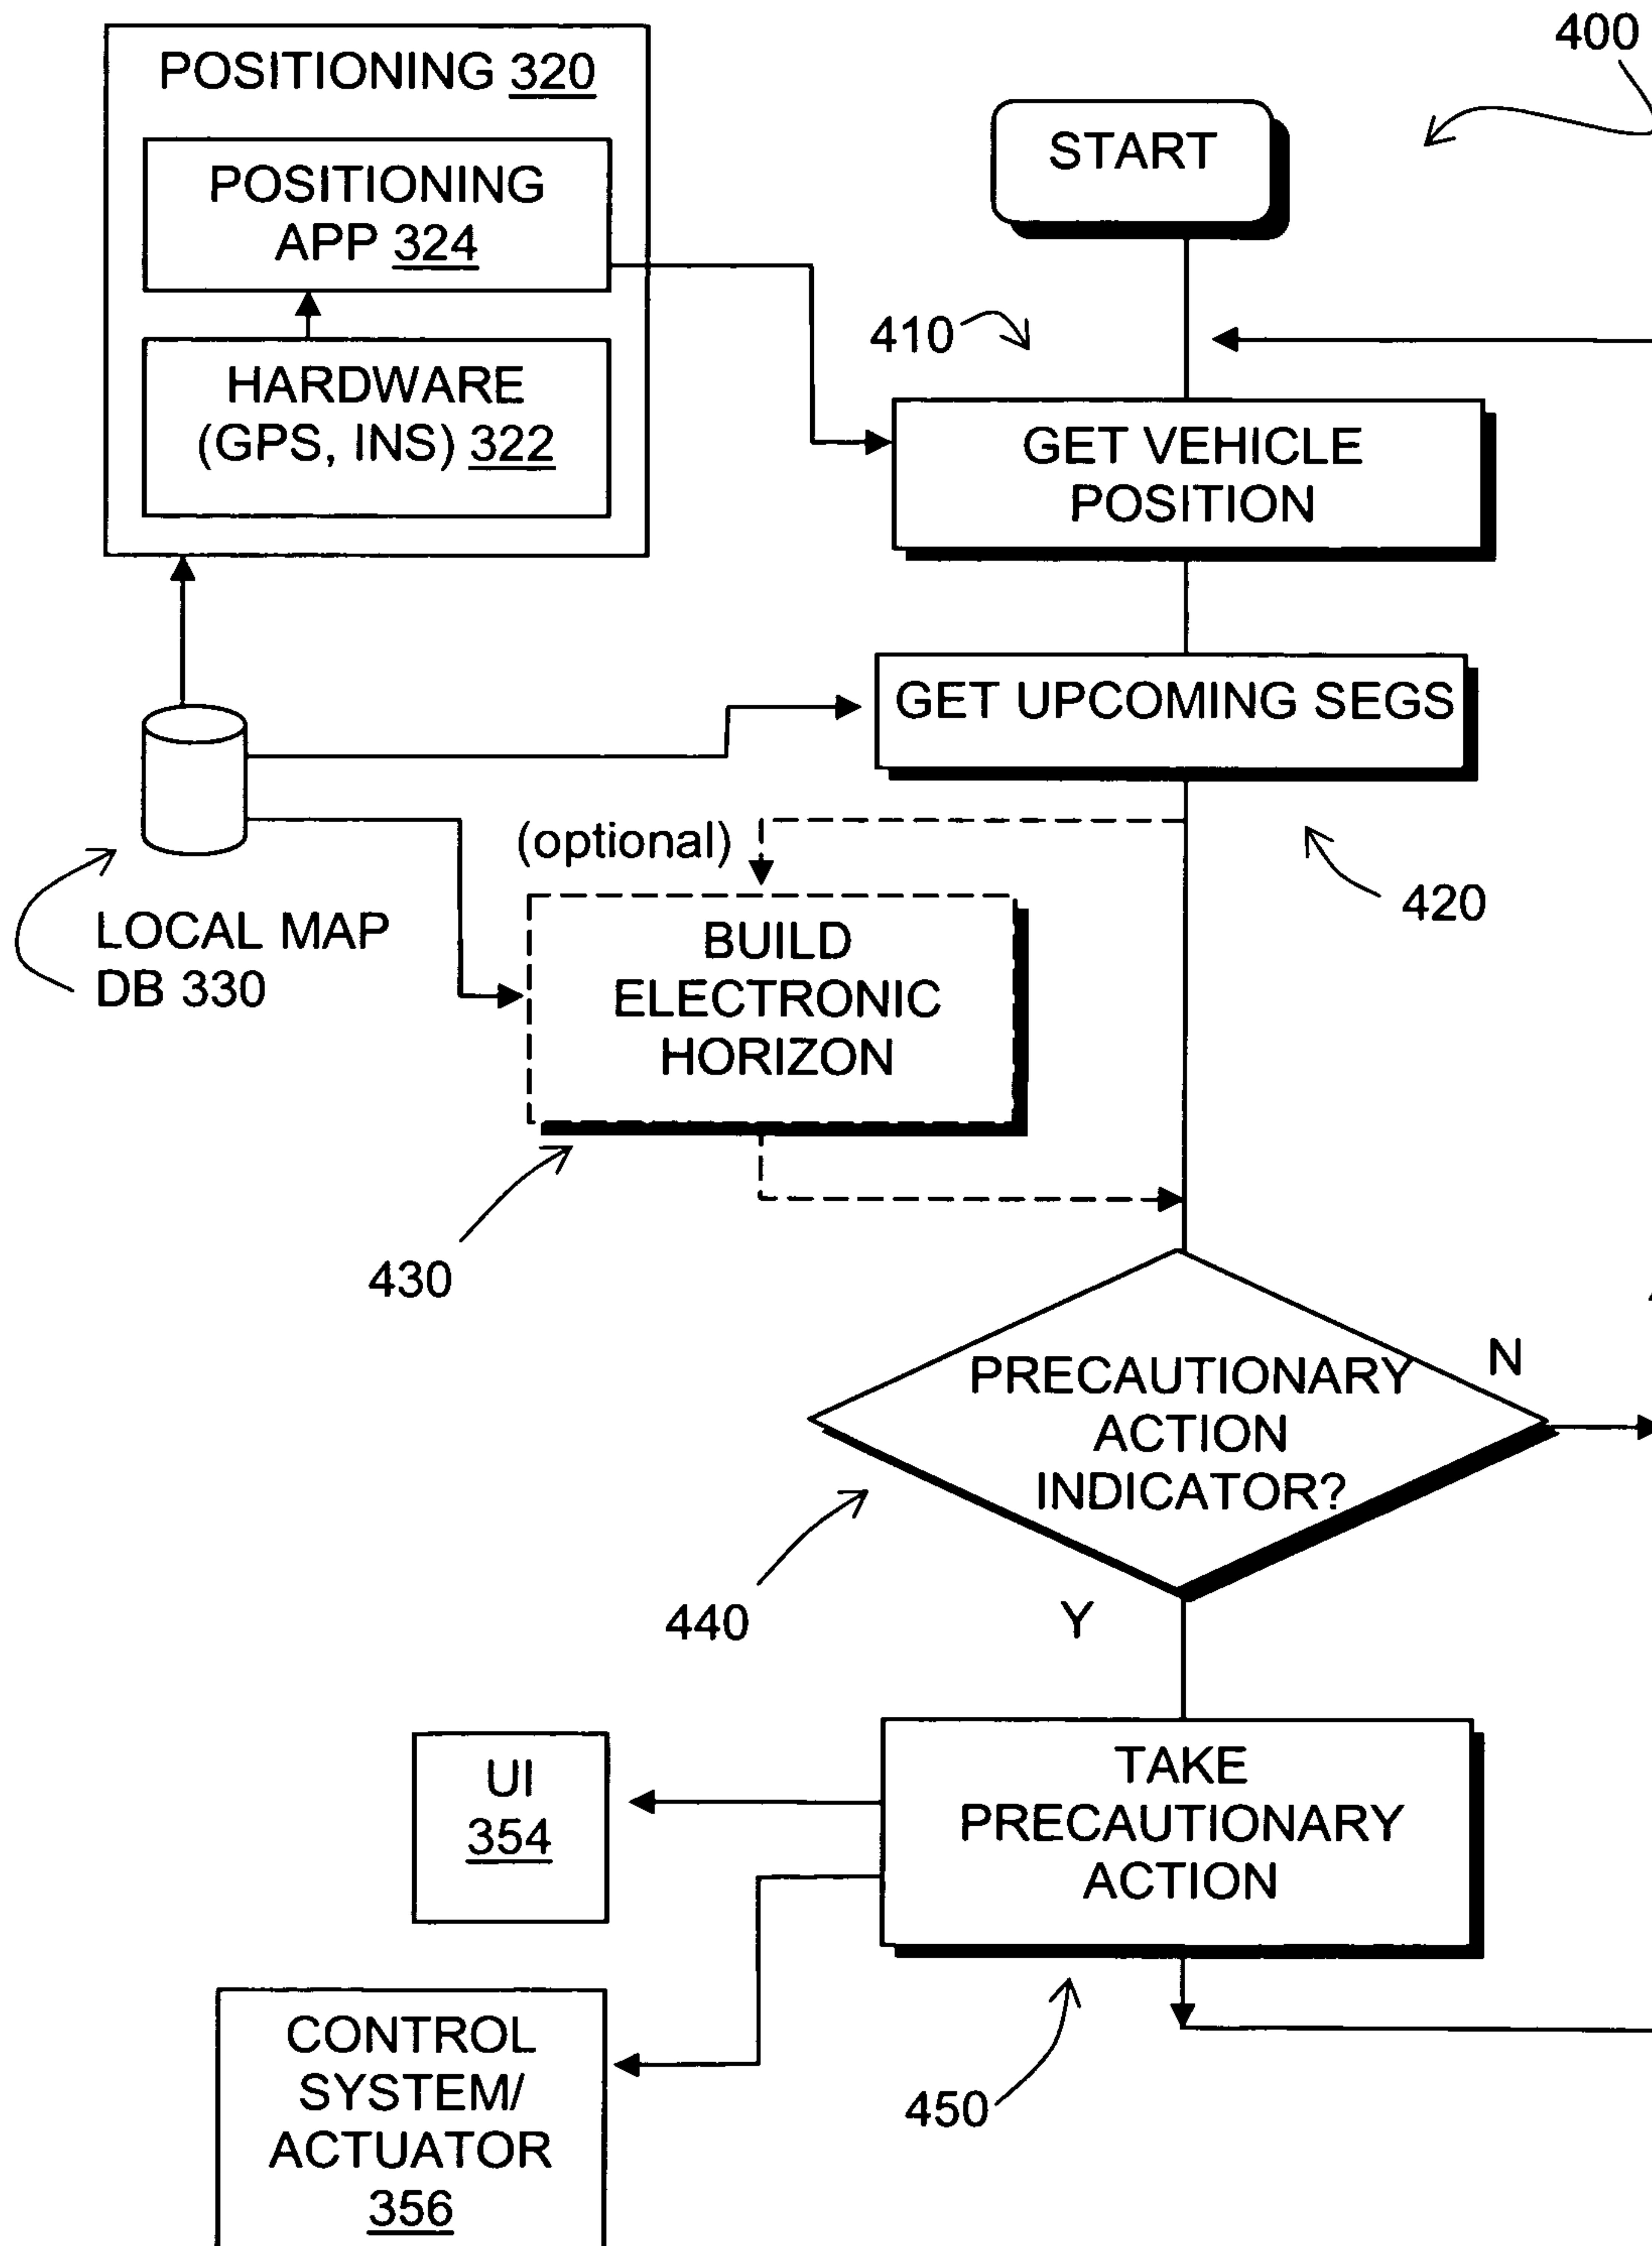 400
POSITIONING 320
START
POSITIONING
APP 324
410
HARDWARE
(GPS, INS) 322
GET VEHICLE
POSITION
GET UPCOMING SEGS
(optional)
420
LOCAL MAP
DB 330
BUILD
ELECTRONIC
HORIZON
430
N
PRECAUTIONARY
ACTION
INDICATOR?
440
Y
UI
354
TAKE
PRECAUTIONARY
ACTION
CONTROL
SYSTEM/
ACTUATOR
356
450